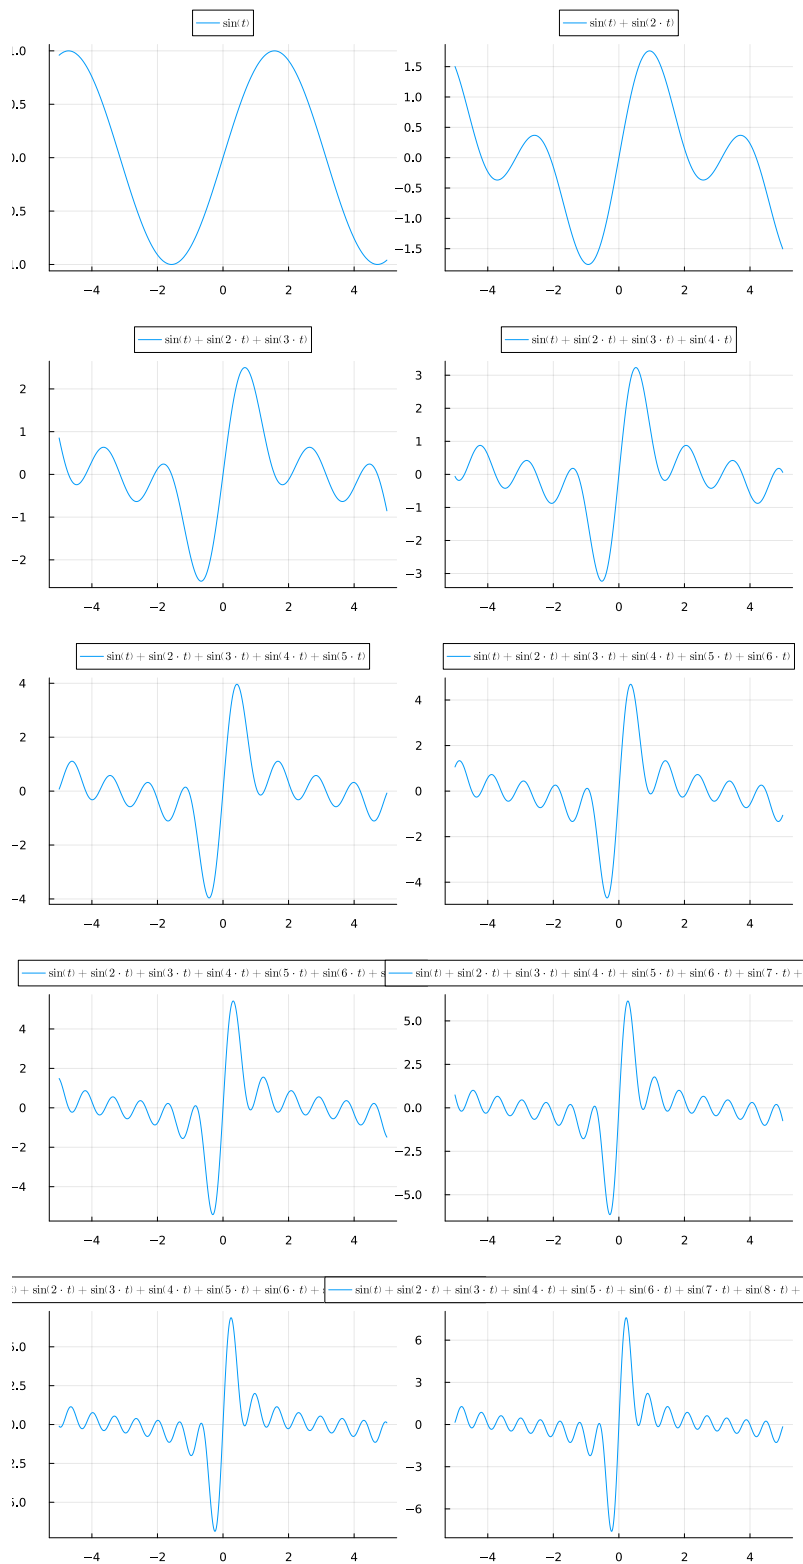 sin(t)
sin(t) + sin(2 · t)
1.0
0.5
0.0
0.5
1.0
−4 −2 0 2 4
1.5
1.0
0.5
0.0
−0.5
−1.0
−1.5
−4 −2 0 2 4
sin(t) + sin(2 · t) + sin(3 · t)
sin(t) + sin(2 · t) + sin(3 · t) + sin(4 · t)
2
1
0
−1
−2
−4 −2 0 2 4
3
2
1
0
−1
−2
−3
−4 −2 0 2 4
sin(t) + sin(2 · t) + sin(3 · t) + sin(4 · t) + sin(5 · t)
sin(t) + sin(2 · t) + sin(3 · t) + sin(4 · t) + sin(5 · t) + sin(6 · t)
4
2
0
−2
−4
−4 −2 0 2 4
4
2
0
−2
−4
−4 −2 0 2 4
sin(t) + sin(2 · t) + sin(3 · t) + sin(4 · t) + sin(5 · t) + sin(6 · t) + s
sin(t) + sin(2 · t) + sin(3 · t) + sin(4 · t) + sin(5 · t) + sin(6 · t) + sin(7 · t) +
4
2
0
−2
−4
−4 −2 0 2 4
5.0
2.5
0.0
−2.5
−5.0
−4 −2 0 2 4
) + sin(2 · t) + sin(3 · t) + sin(4 · t) + sin(5 · t) + sin(6 · t) +
sin(t) + sin(2 · t) + sin(3 · t) + sin(4 · t) + sin(5 · t) + sin(6 · t) + sin(7 · t) + sin(8 · t) +
5.0
2.5
0.0
2.5
5.0
−4 −2 0 2 4
6
3
0
−3
−6
−4 −2 0 2 4